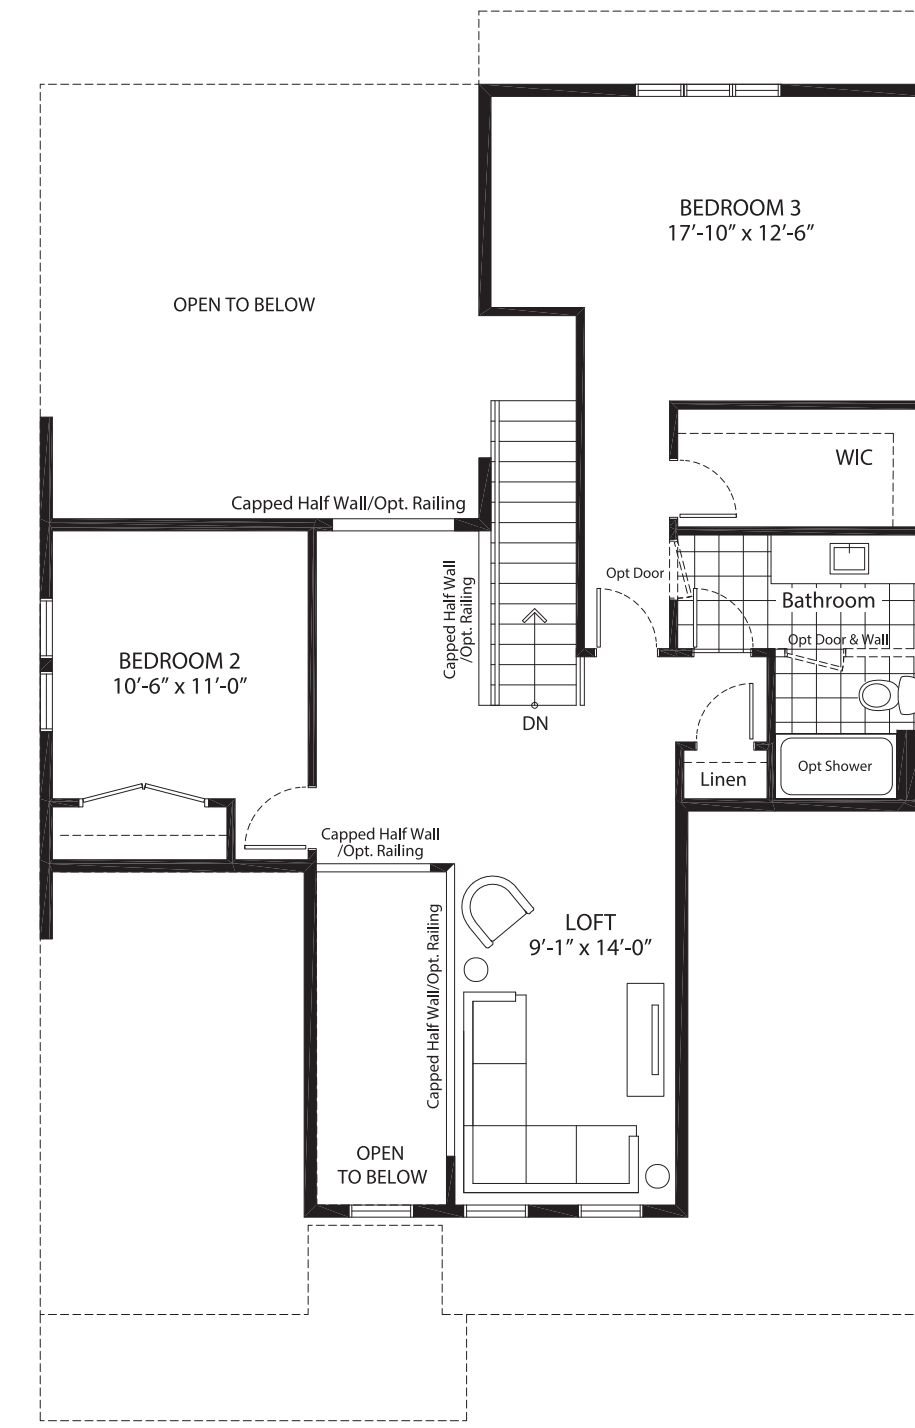 BEDROOM 3
17’-10” x 12’-6”
OPEN TO BELOW
WIC
Capped Half Wall/Opt. Railing
Capped Half Wall
/Opt. Railing
Opt Door
Bathroom
Opt Door & Wall
BEDROOM 2
10’-6” x 11’-0”
DN
Opt Shower
Linen
Capped Half Wall
/Opt. Railing
LOFT
9’-1” x 14’-0”
Capped Half Wall/Opt. Railing
OPEN
TO BELOW